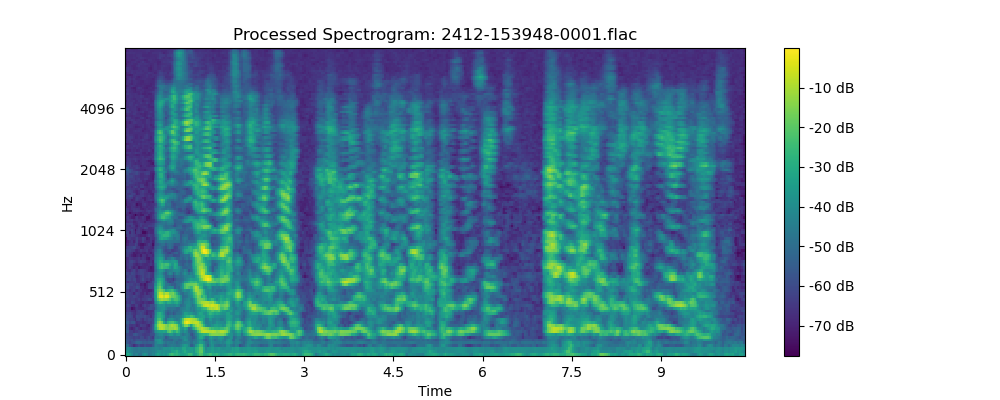 Processed Spectrogram: 2412-153948-0001.flac
Hz
4096
2048
1024
512
0
0 1.5 3 4.5 6 7.5 9
Time
-10 dB
-20 dB
-30 dB
-40 dB
-50 dB
-60 dB
-70 dB